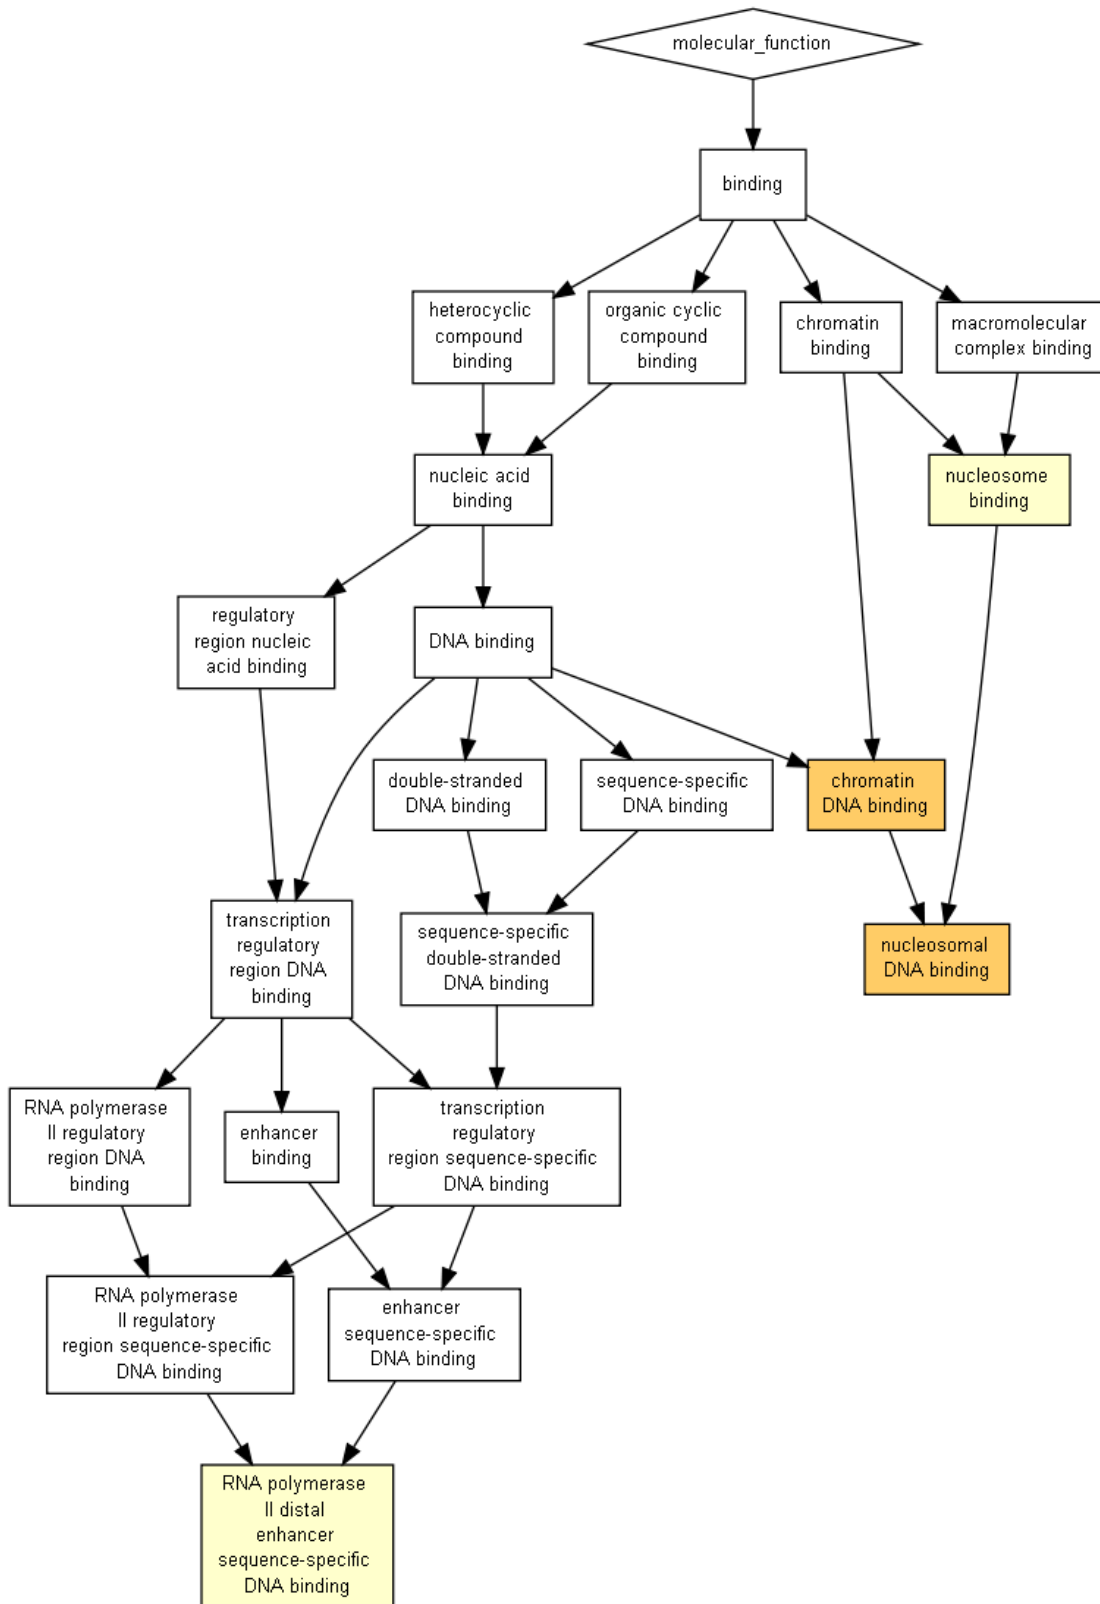 molecular_function
binding
heterocyclic
compound
binding
organic cyclic
compound
binding
chromatin
binding
macromolecular
complex binding
nucleic acid
binding
nucleosome
binding
regulatory
region nucleic
acid binding
DNA binding
double-stranded
DNA binding
sequence-specific
DNA binding
chromatin
DNA binding
transcription
regulatory
region DNA
binding
sequence-specific
double-stranded
DNA binding
nucleosomal
DNA binding
RNA polymerase
II regulatory
region DNA
binding
enhancer
binding
transcription
regulatory
region sequence-specific
DNA binding
RNA polymerase
II regulatory
region sequence-specific
DNA binding
enhancer
sequence-specific
DNA binding
RNA polymerase
II distal
enhancer
sequence-specific
DNA binding